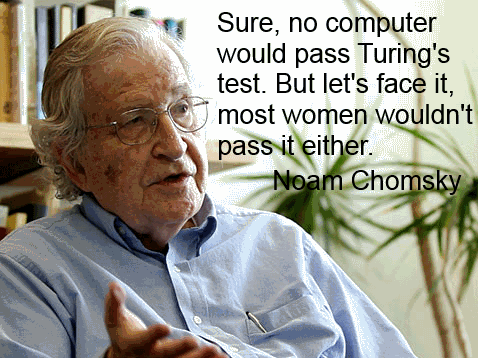 Sure, no computer
would pass Turing's
test. But let's face it,
most women wouldn't
pass it either.
Noam Chomsky